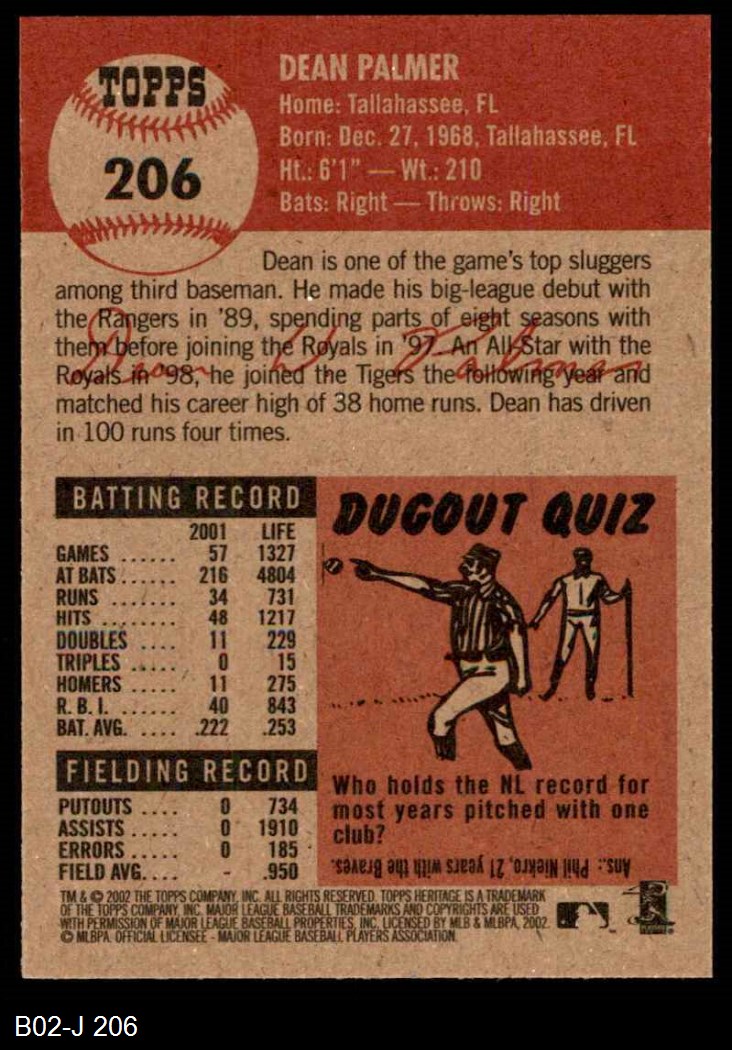 TOPPS
206
DEAN PALMER
Home: Tallahassee, FL
Born: Dec. 27, 1968, Tallahassee, FL
Ht.: 6'1" — Wt.: 210
Bats: Right — Throws: Right
Dean is one of the game's top sluggers
among third baseman. He made his big-league debut with
the Rangers in '89, spending parts of eight seasons with
them before joining the Royals in '97. An All-Star with the
Royals in '98, he joined the Tigers the following year and
matched his career high of 38 home runs. Dean has driven
in 100 runs four times.
Dean W. Palmer
BATTING RECORD
2001 LIFE
GAMES ...... 57 1327
AT BATS ...... 216 4804
RUNS ....... 34 731
HITS ........ 48 1217
DOUBLES .... 11 229
TRIPLES ..... 0 15
HOMERS ..... 11 275
R. B. I. ...... 40 843
BAT. AVG. .... .222 .253
FIELDING RECORD
PUTOUTS .... 0 734
ASSISTS ..... 0 1910
ERRORS ..... 0 185
FIELD AVG. ... - .950
DUGOUT QUIZ
Who holds the NL record for
most years pitched with one
club?
Ans.: Phil Niekro, 21 years with the Braves.
TM & © 2002 THE TOPPS COMPANY, INC. ALL RIGHTS RESERVED. TOPPS HERITAGE IS A TRADEMARK
OF THE TOPPS COMPANY, INC. MAJOR LEAGUE BASEBALL TRADEMARKS AND COPYRIGHTS ARE USED
WITH PERMISSION OF MAJOR LEAGUE BASEBALL PROPERTIES, INC. LICENSED BY MLB & MLBPA, 2002.
© MLBPA. OFFICIAL LICENSEE - MAJOR LEAGUE BASEBALL PLAYERS ASSOCIATION.
B02-J 206